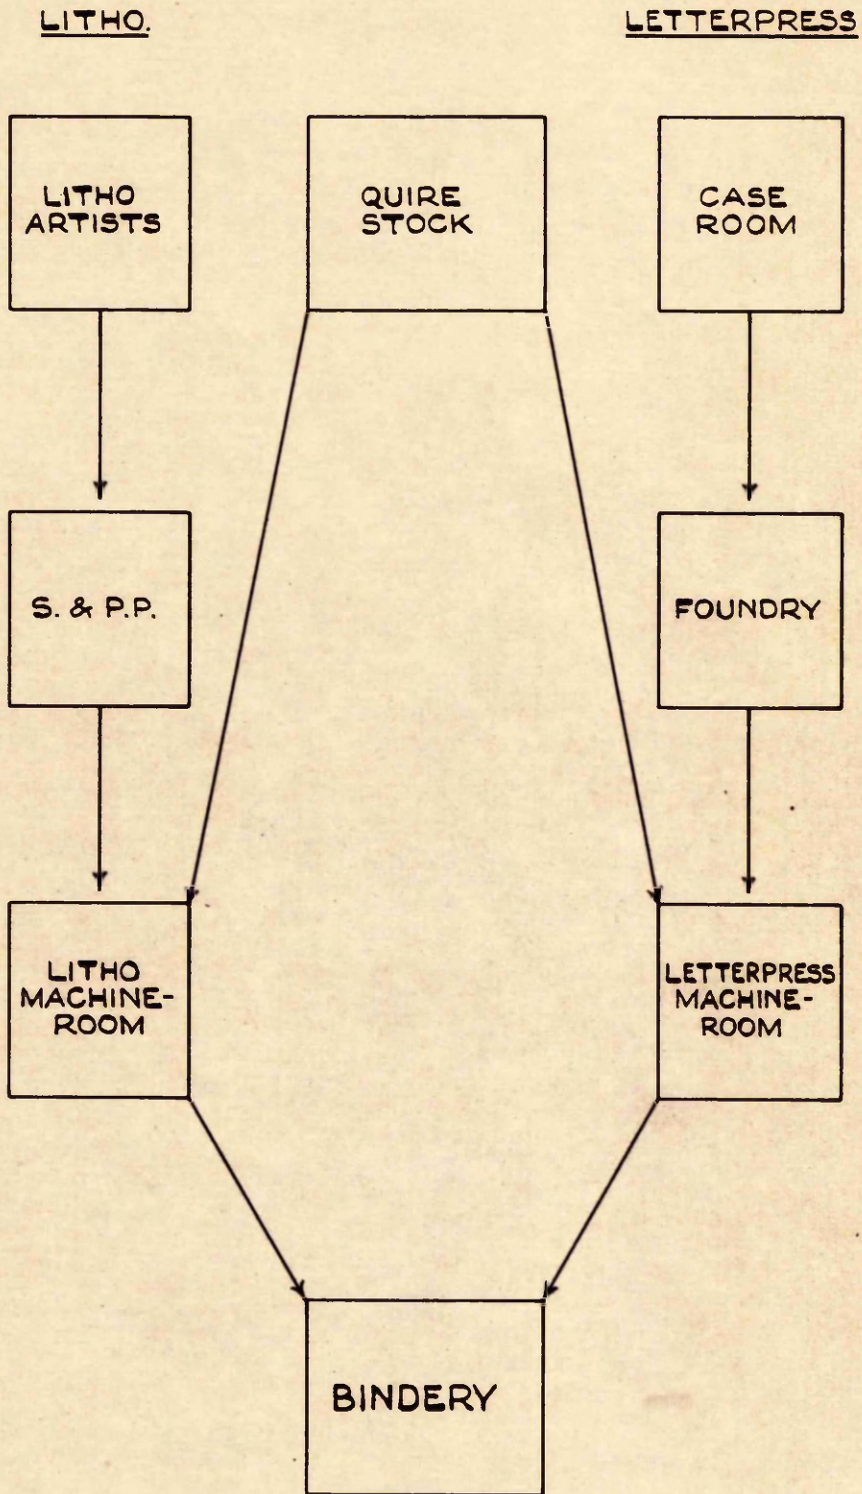 LITHO.
LETTERPRESS
LITHO
ARTISTS
QUIRE
STOCK
CASE
ROOM
S. & P.P.
FOUNDRY
LITHO
MACHINE-
ROOM
LETTERPRESS
MACHINE-
ROOM
BINDERY